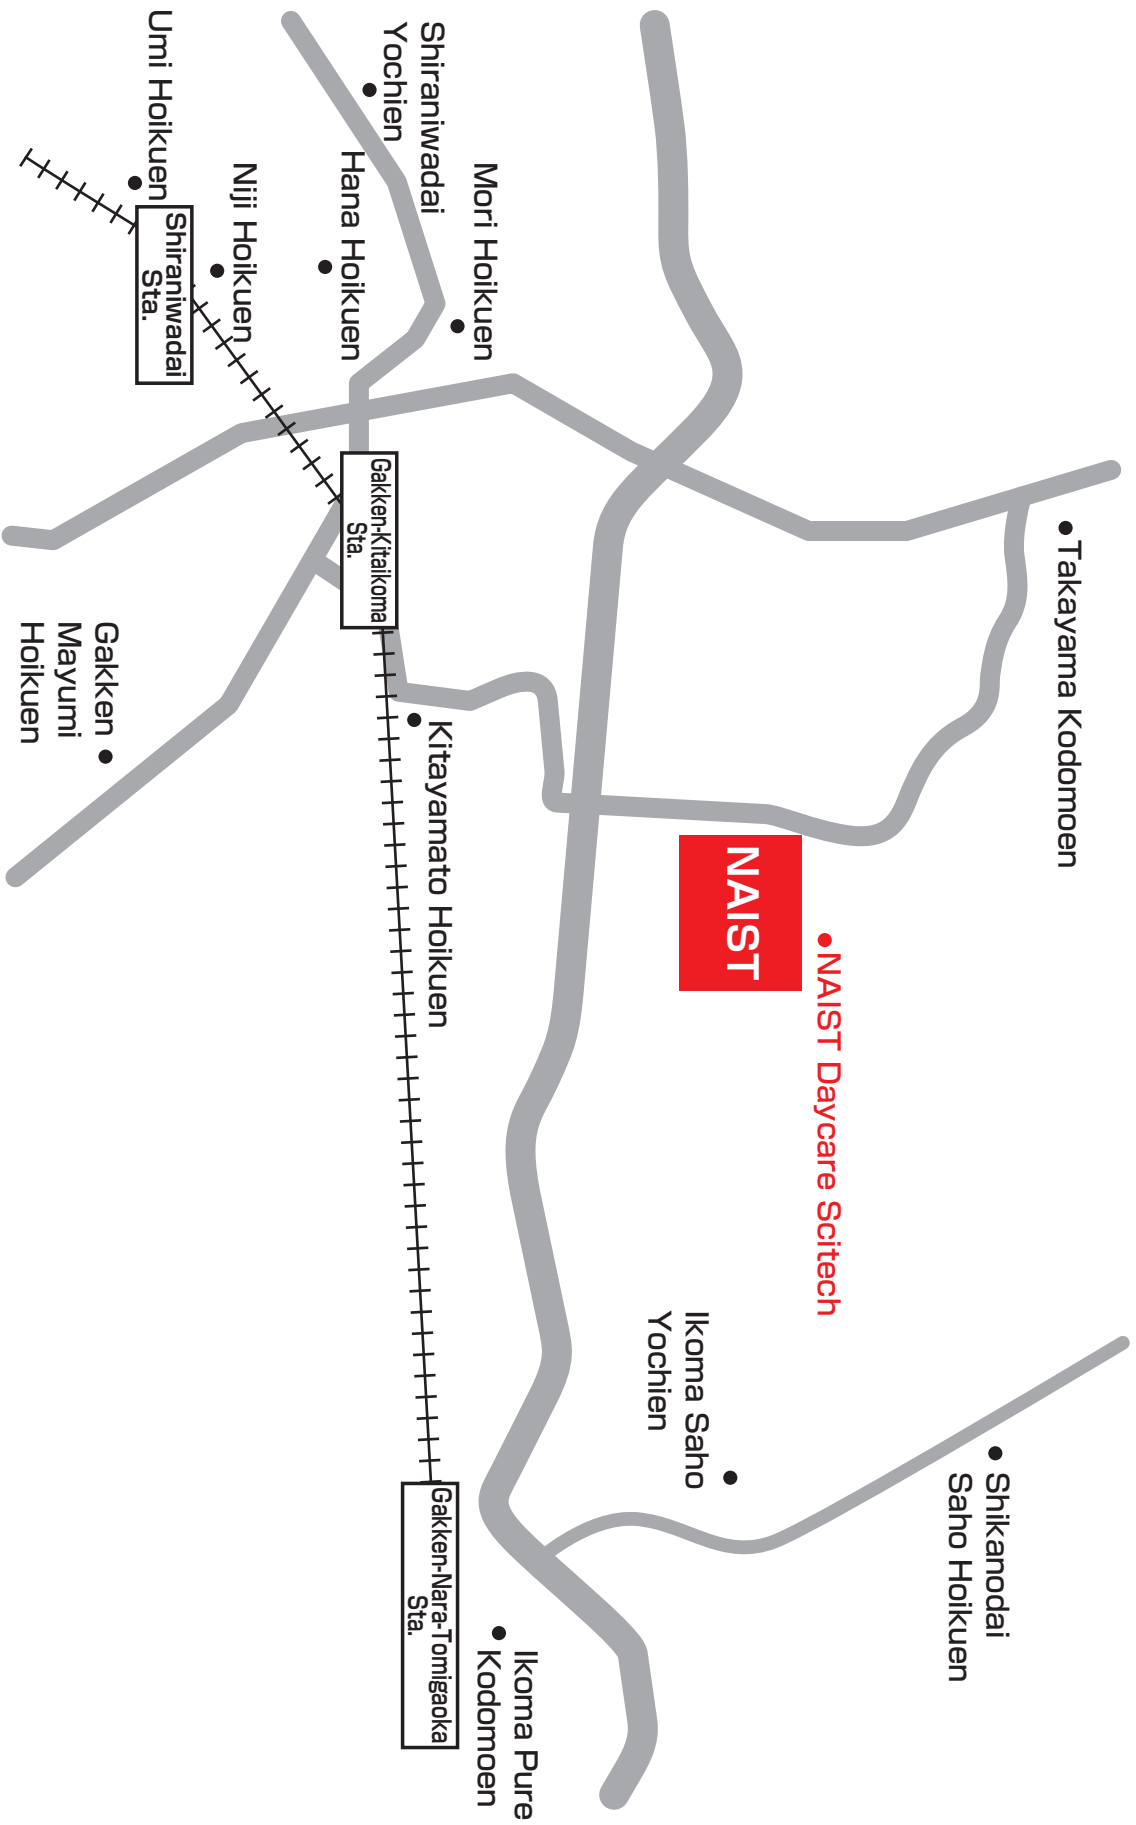 Takayama Kodomoen
Shikanodai
Saho Hoikuen
NAIST Daycare Scitech
NAIST
Ikoma Saho
Yochien
Mori Hoikuen
Shiraniwadai
Yochien
Hana Hoikuen
Niji Hoikuen
Umi Hoikuen
Shiraniwadai
Sta.
Gakken-Kitaikoma
Sta.
Kitayamato Hoikuen
Gakken
Mayumi
Hoikuen
Ikoma Pure
Kodomoen
Gakken-Nara-Tomigaoka
Sta.